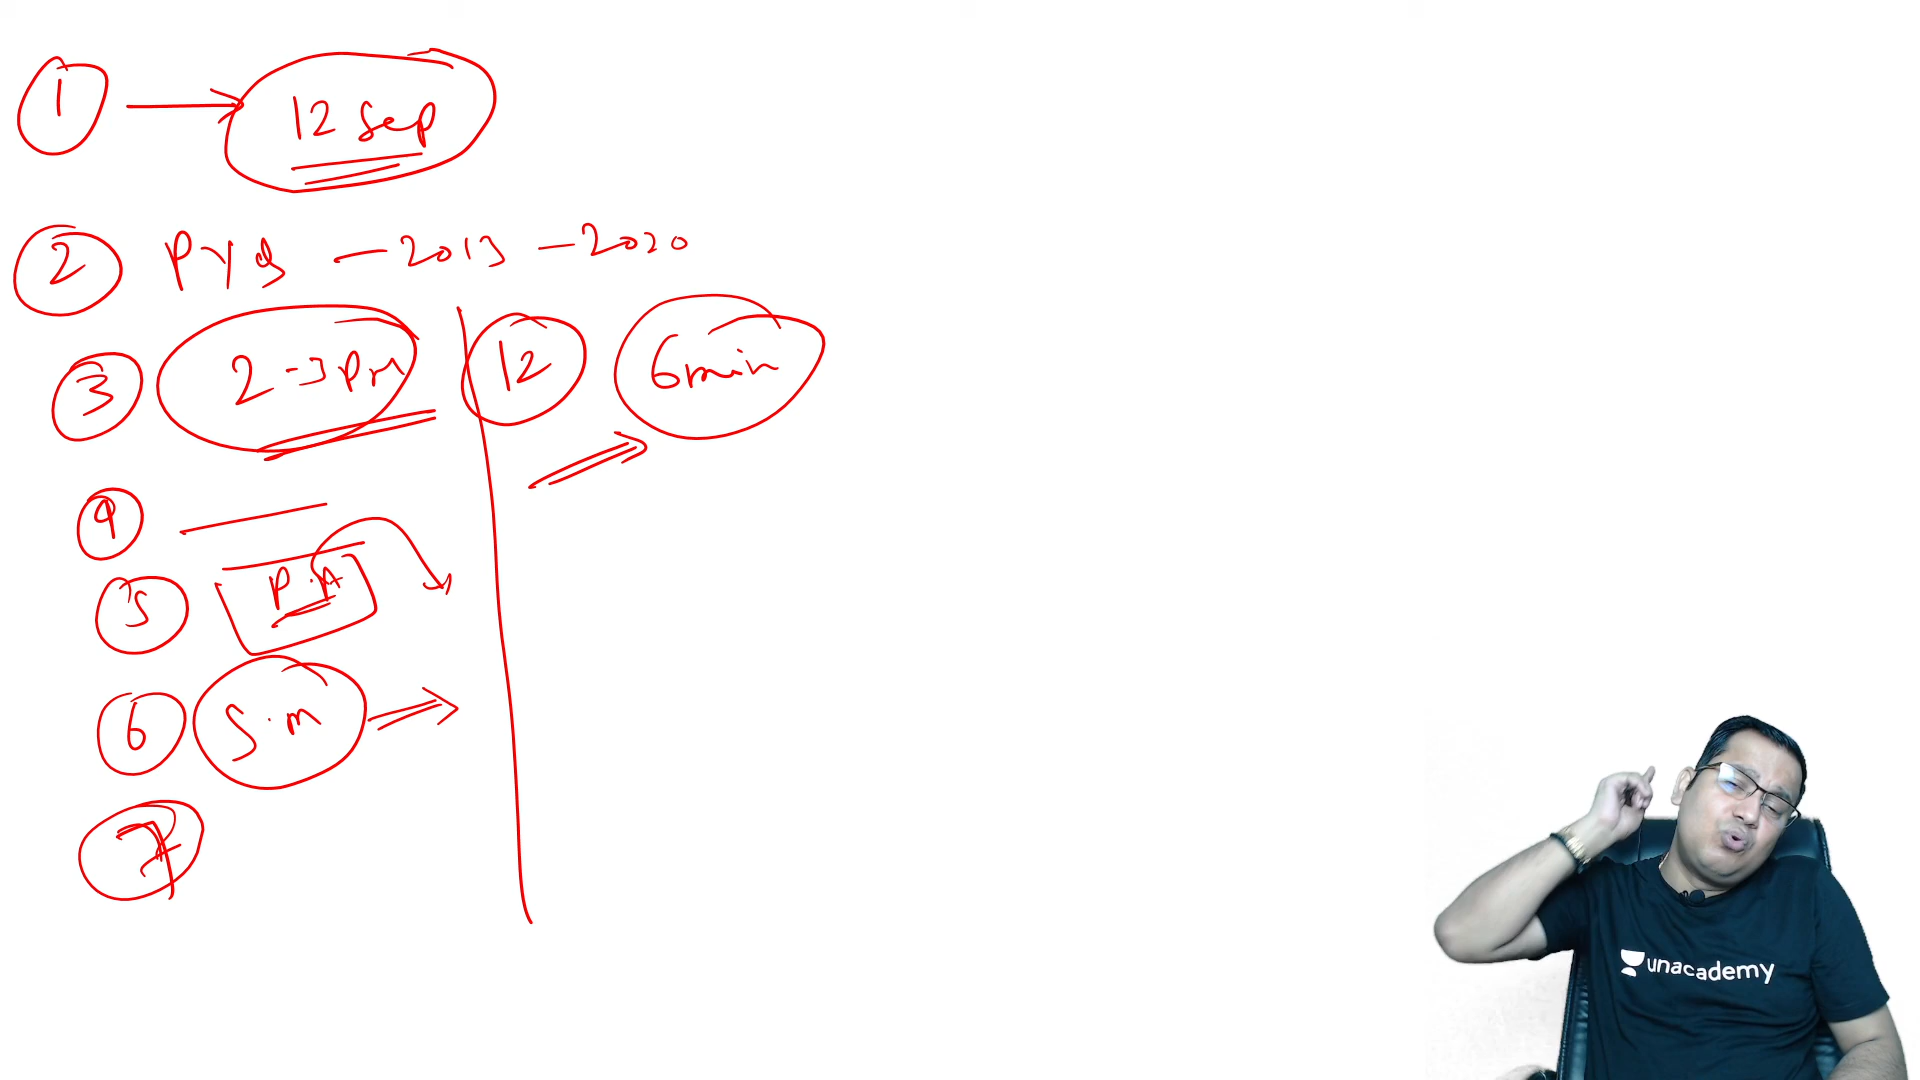 1 → 12 Sep
2 PYQ - 2013 - 2020
3 2-3 PM 12 6min
4
5 P.A
6 S.M
7
unacademy